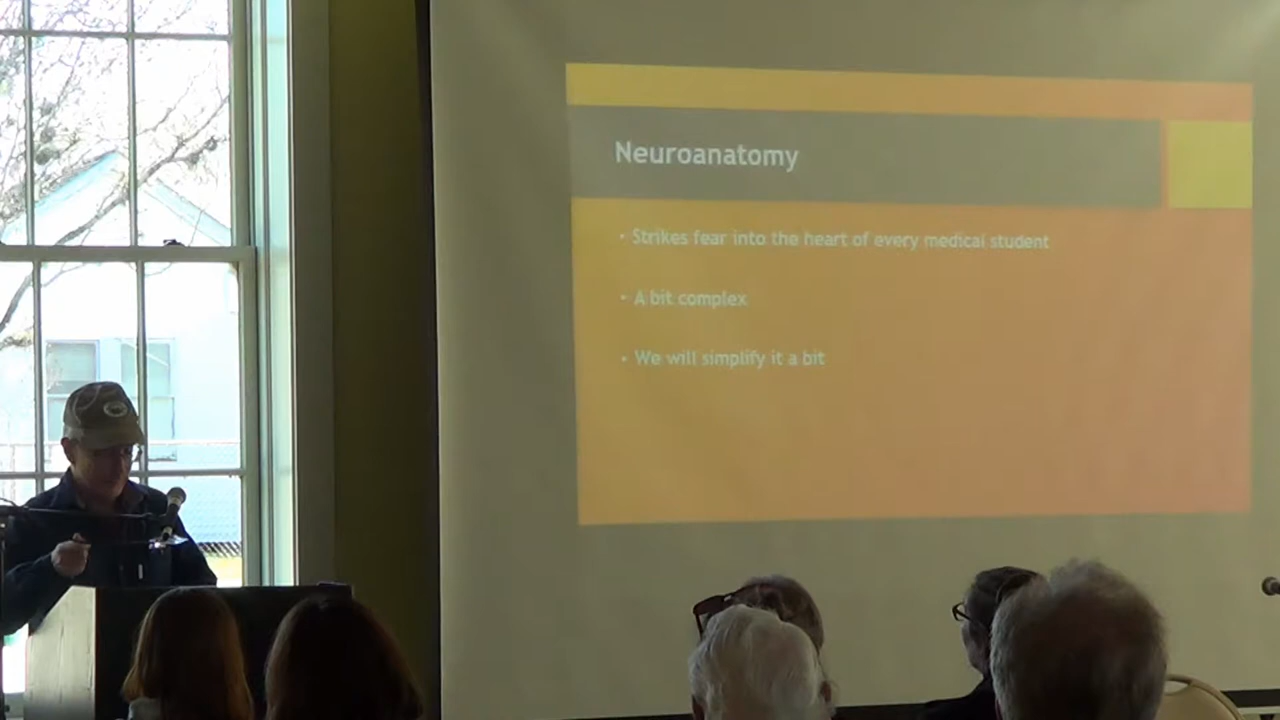 Neuroanatomy
• Strikes fear into the heart of every medical student
• A bit complex
• We will simplify it a bit